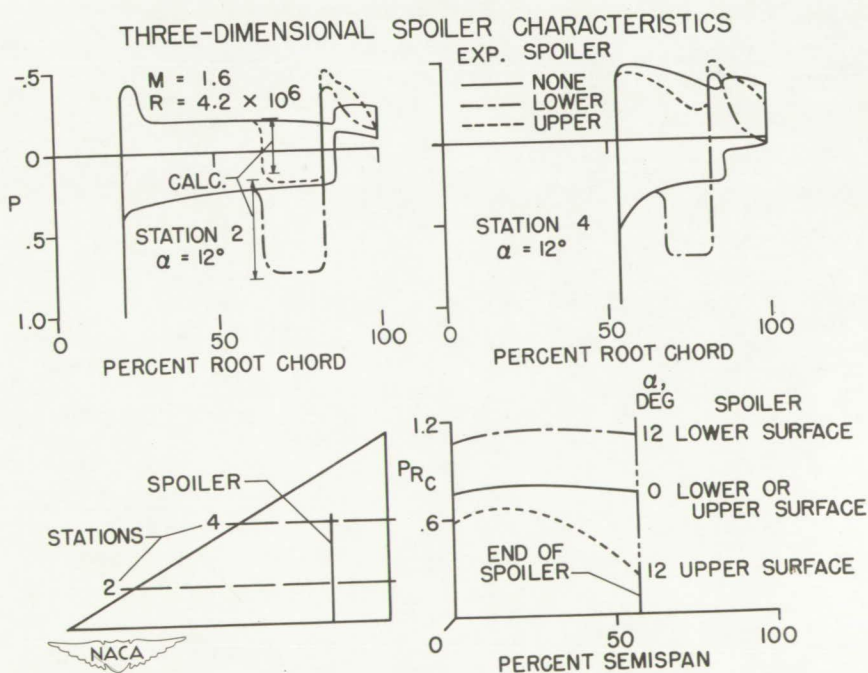 THREE-DIMENSIONAL SPOILER CHARACTERISTICS
-.5
0
P
.5
1.0
M = 1.6
R = 4.2 × 10⁶
CALC.
STATION 2
α = 12°
0
50
100
PERCENT ROOT CHORD
EXP. SPOILER
NONE
LOWER
UPPER
STATION 4
α = 12°
0
50
100
PERCENT ROOT CHORD
SPOILER
STATIONS
4
2
NACA
1.2
PRC
.6
0
END OF
SPOILER
50
100
PERCENT SEMISPAN
α,
DEG SPOILER
12 LOWER SURFACE
0 LOWER OR
UPPER SURFACE
12 UPPER SURFACE